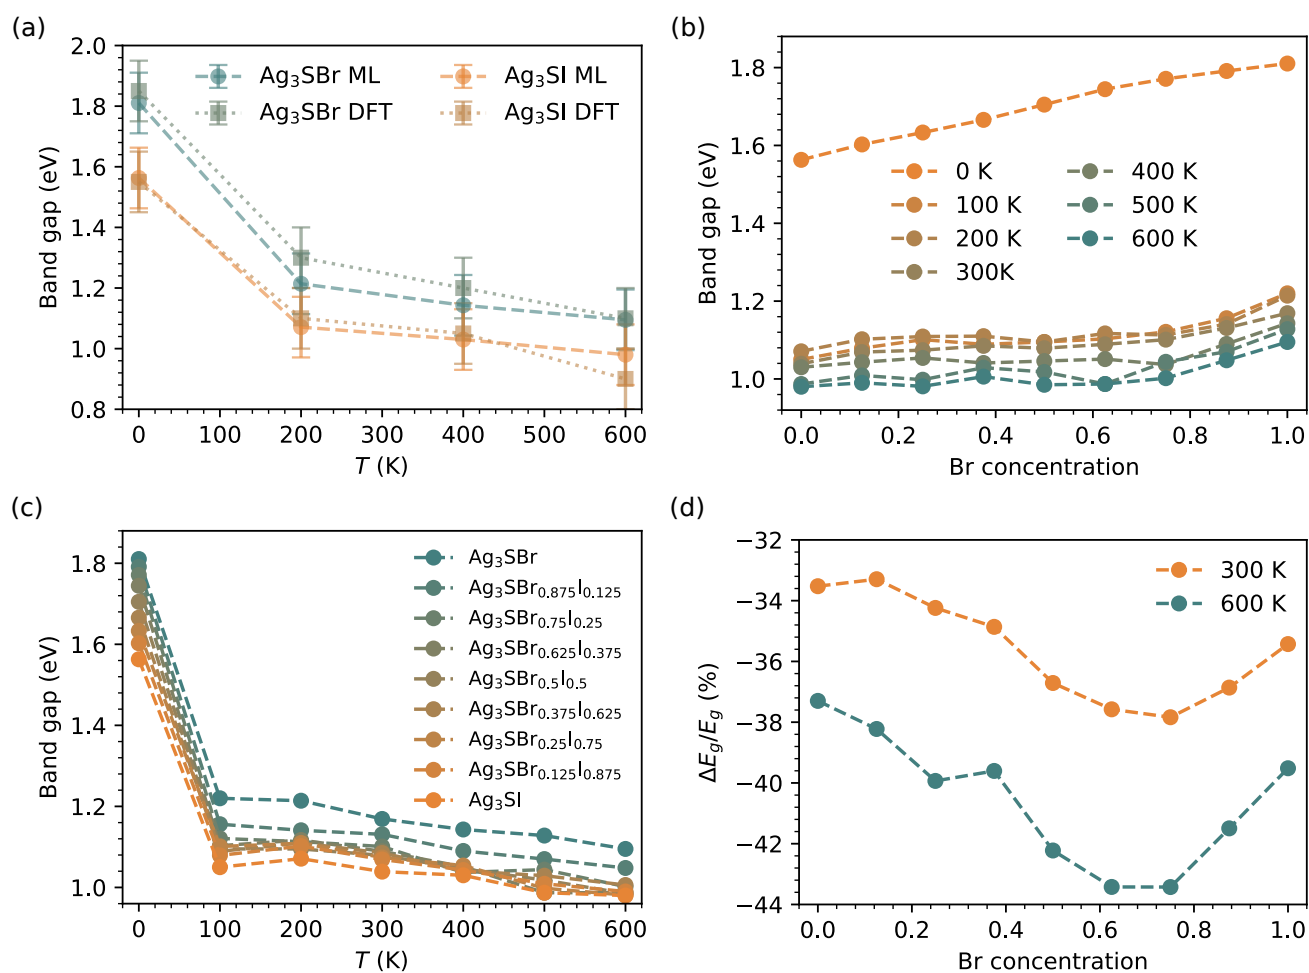 (a)
2.0
1.8
1.6
1.4
1.2
1.0
0.8
Band gap (eV)
Ag₃SBr ML
Ag₃SBr DFT
Ag₃SI ML
Ag₃SI DFT
0 100 200 300 400 500 600
T (K)
(b)
1.8
1.6
1.4
1.2
1.0
Band gap (eV)
0 K
100 K
200 K
300K
400 K
500 K
600 K
0.0 0.2 0.4 0.6 0.8 1.0
Br concentration
(c)
1.8
1.6
1.4
1.2
1.0
Band gap (eV)
Ag₃SBr
Ag₃SBr₀.₈₇₅I₀.₁₂₅
Ag₃SBr₀.₇₅I₀.₂₅
Ag₃SBr₀.₆₂₅I₀.₃₇₅
Ag₃SBr₀.₅I₀.₅
Ag₃SBr₀.₃₇₅I₀.₆₂₅
Ag₃SBr₀.₂₅I₀.₇₅
Ag₃SBr₀.₁₂₅I₀.₈₇₅
Ag₃SI
0 100 200 300 400 500 600
T (K)
(d)
−32
−34
−36
−38
−40
−42
−44
ΔE_g/E_g (%)
300 K
600 K
0.0 0.2 0.4 0.6 0.8 1.0
Br concentration